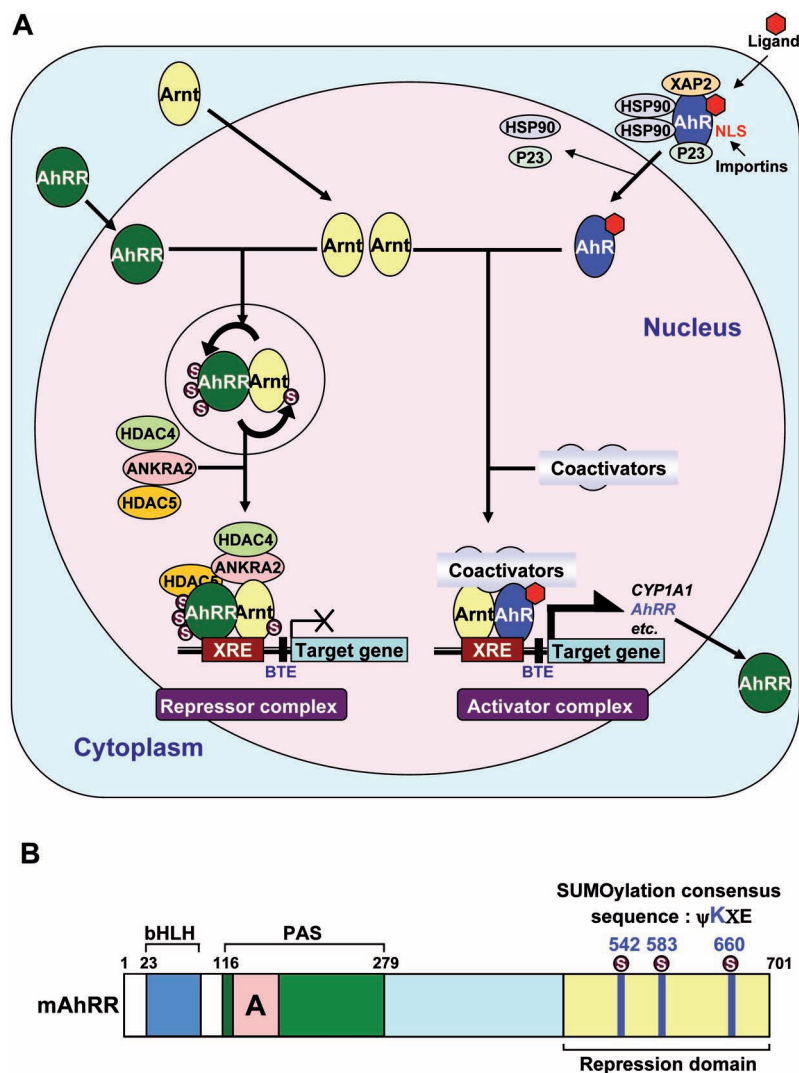 A
Ligand
Arnt
XAP2
HSP90
AhR
HSP90
NLS
HSP90
P23
P23
Importins
AhRR
AhRR
Arnt
Arnt
AhR
Nucleus
S
S
S
AhRR
Arnt
S
HDAC4
ANKRA2
HDAC5
Coactivators
HDAC4
ANKRA2
HDAC5
S
S
S
AhRR
Arnt
S
XRE
BTE
Target gene
Repressor complex
Coactivators
Arnt
AhR
XRE
BTE
Target gene
CYP1A1
AhRR
etc.
AhRR
Activator complex
Cytoplasm
B
SUMOylation consensus
sequence : ψKXE
bHLH
PAS
542 583 660
1 23 116 279 S S S 701
mAhRR
A
Repression domain